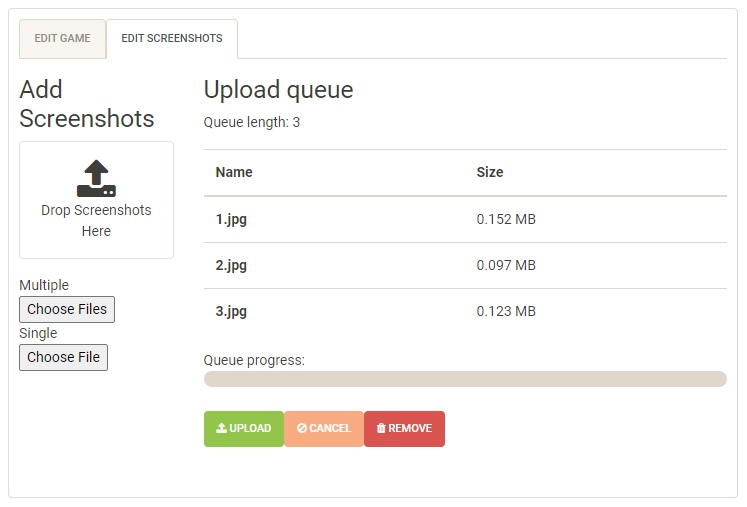 EDIT GAME
EDIT SCREENSHOTS
Add
Screenshots
Drop Screenshots
Here
Multiple
Choose Files
Single
Choose File
Upload queue
Queue length: 3
Name Size
1.jpg 0.152 MB
2.jpg 0.097 MB
3.jpg 0.123 MB
Queue progress:
UPLOAD CANCEL REMOVE